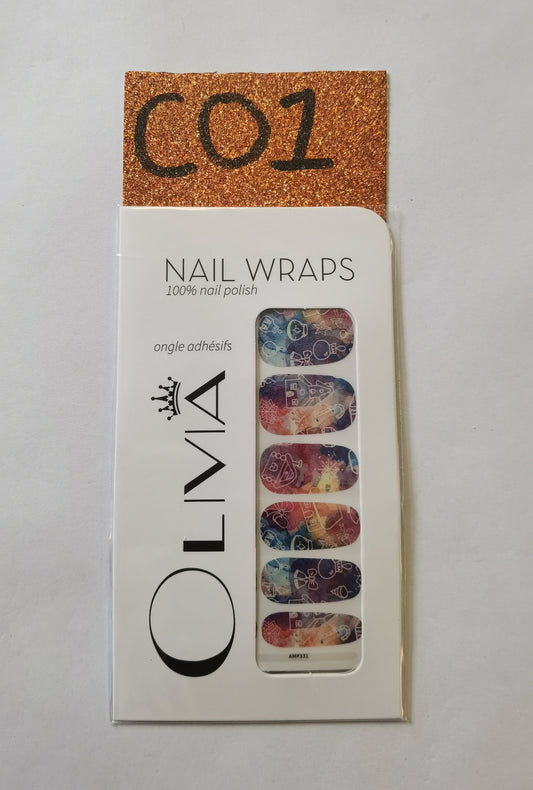 C01
NAIL WRAPS
100% nail polish
ongle adhésifs
OLIVIA
AMP331